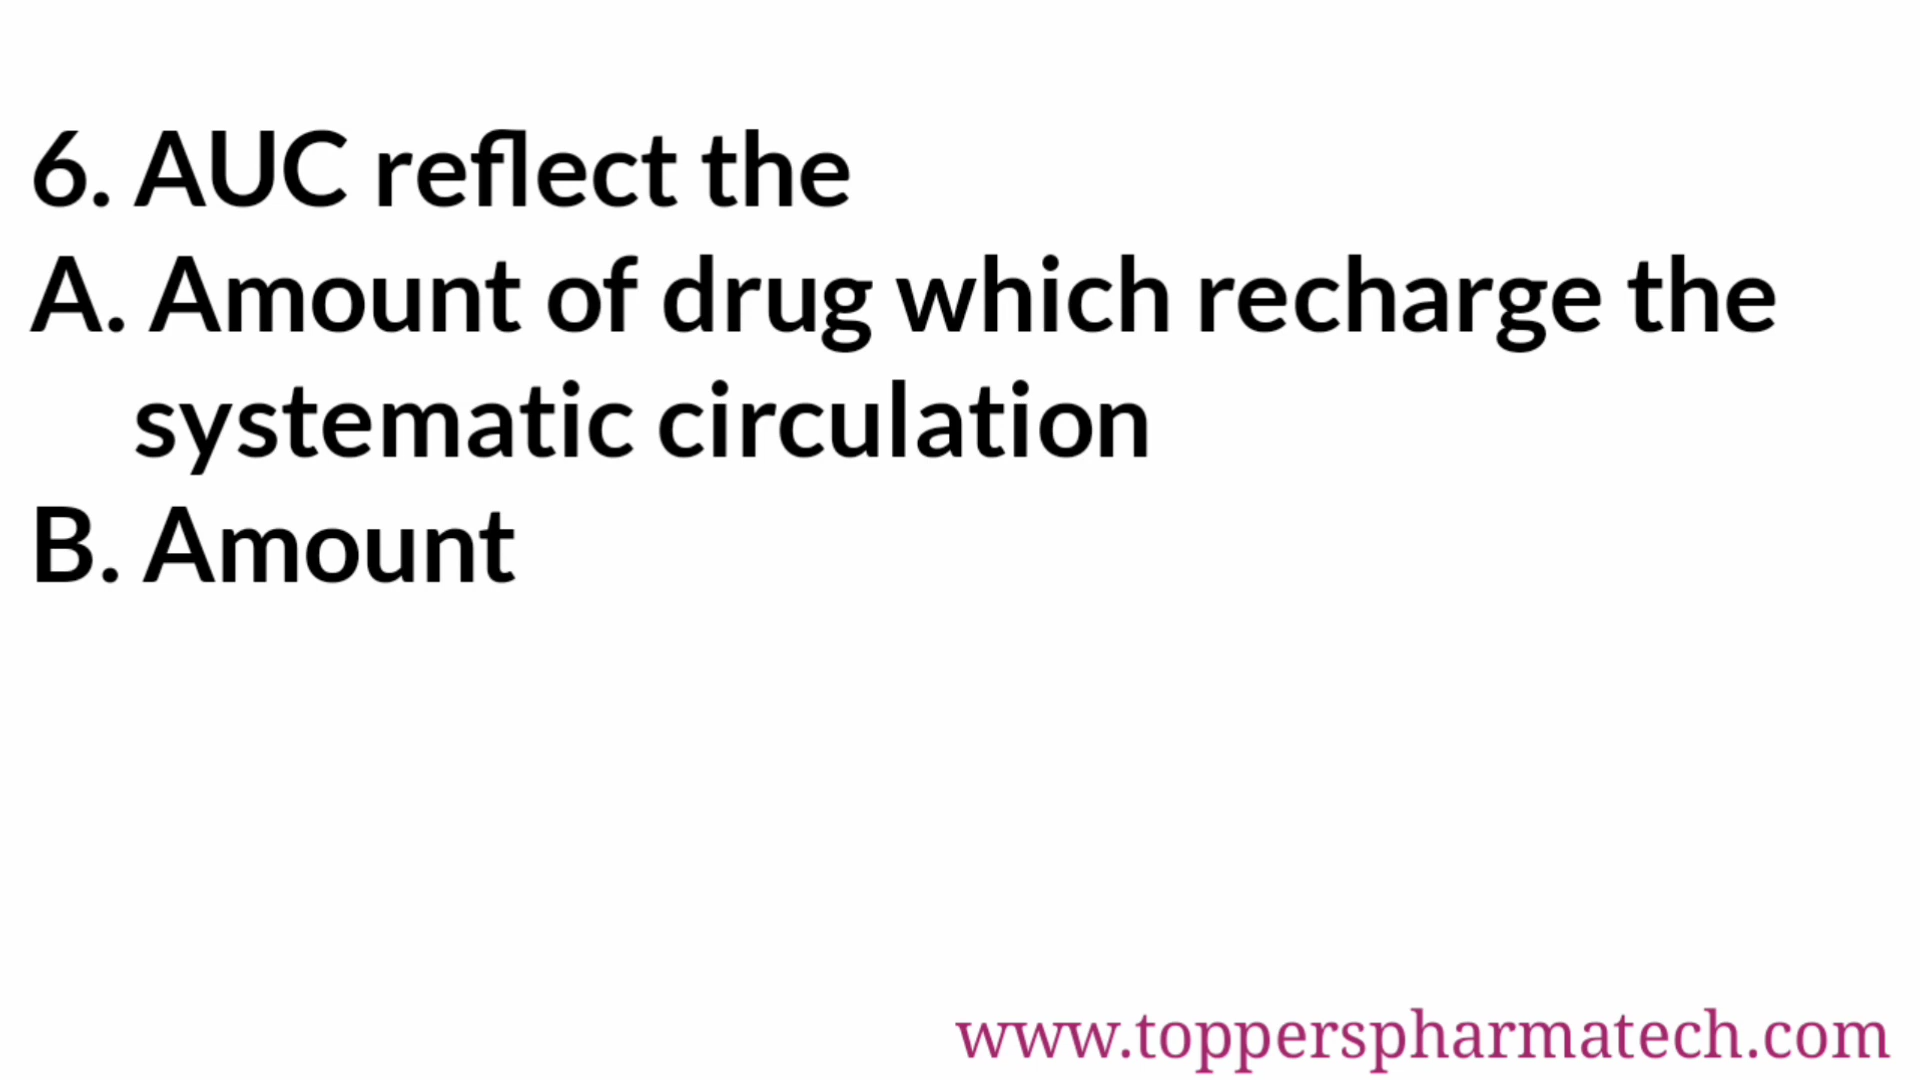 6. AUC reflect the
A. Amount of drug which recharge the
systematic circulation
B. Amount
www.topperspharmatech.com